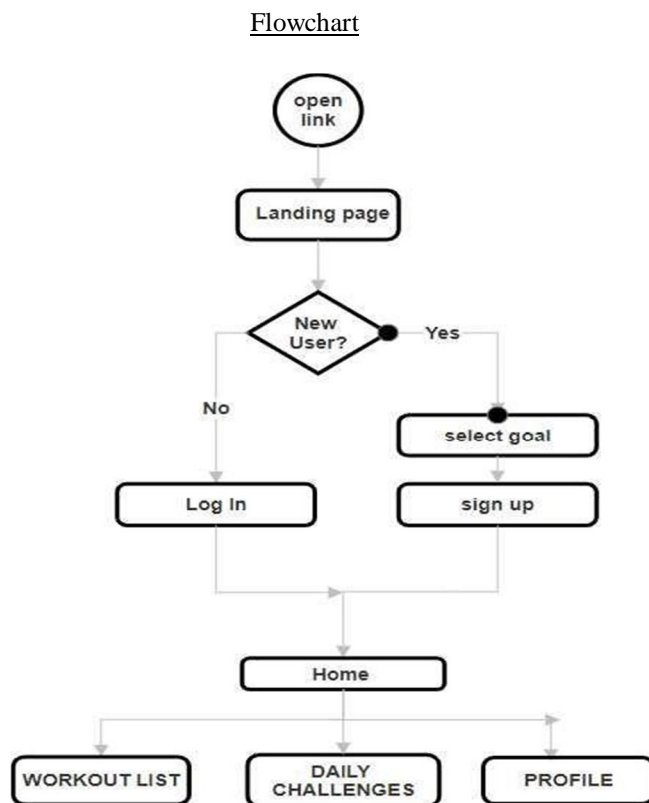 Flowchart
open
link
Landing page
New
User?
Yes
No
select goal
Log In
sign up
Home
WORKOUT LIST
DAILY
CHALLENGES
PROFILE